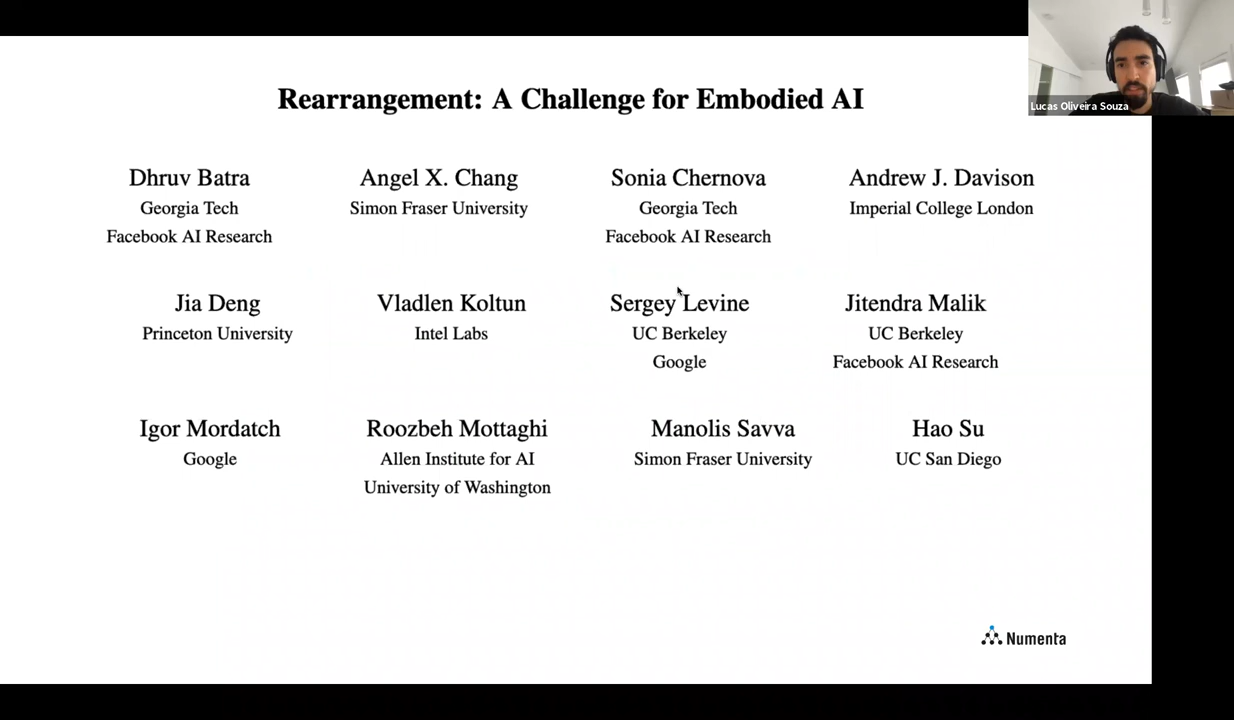 Rearrangement: A Challenge for Embodied AI
Lucas Oliveira Souza
Dhruv Batra
Georgia Tech
Facebook AI Research
Angel X. Chang
Simon Fraser University
Sonia Chernova
Georgia Tech
Facebook AI Research
Andrew J. Davison
Imperial College London
Jia Deng
Princeton University
Vladlen Koltun
Intel Labs
Sergey Levine
UC Berkeley
Google
Jitendra Malik
UC Berkeley
Facebook AI Research
Igor Mordatch
Google
Roozbeh Mottaghi
Allen Institute for AI
University of Washington
Manolis Savva
Simon Fraser University
Hao Su
UC San Diego
Numenta